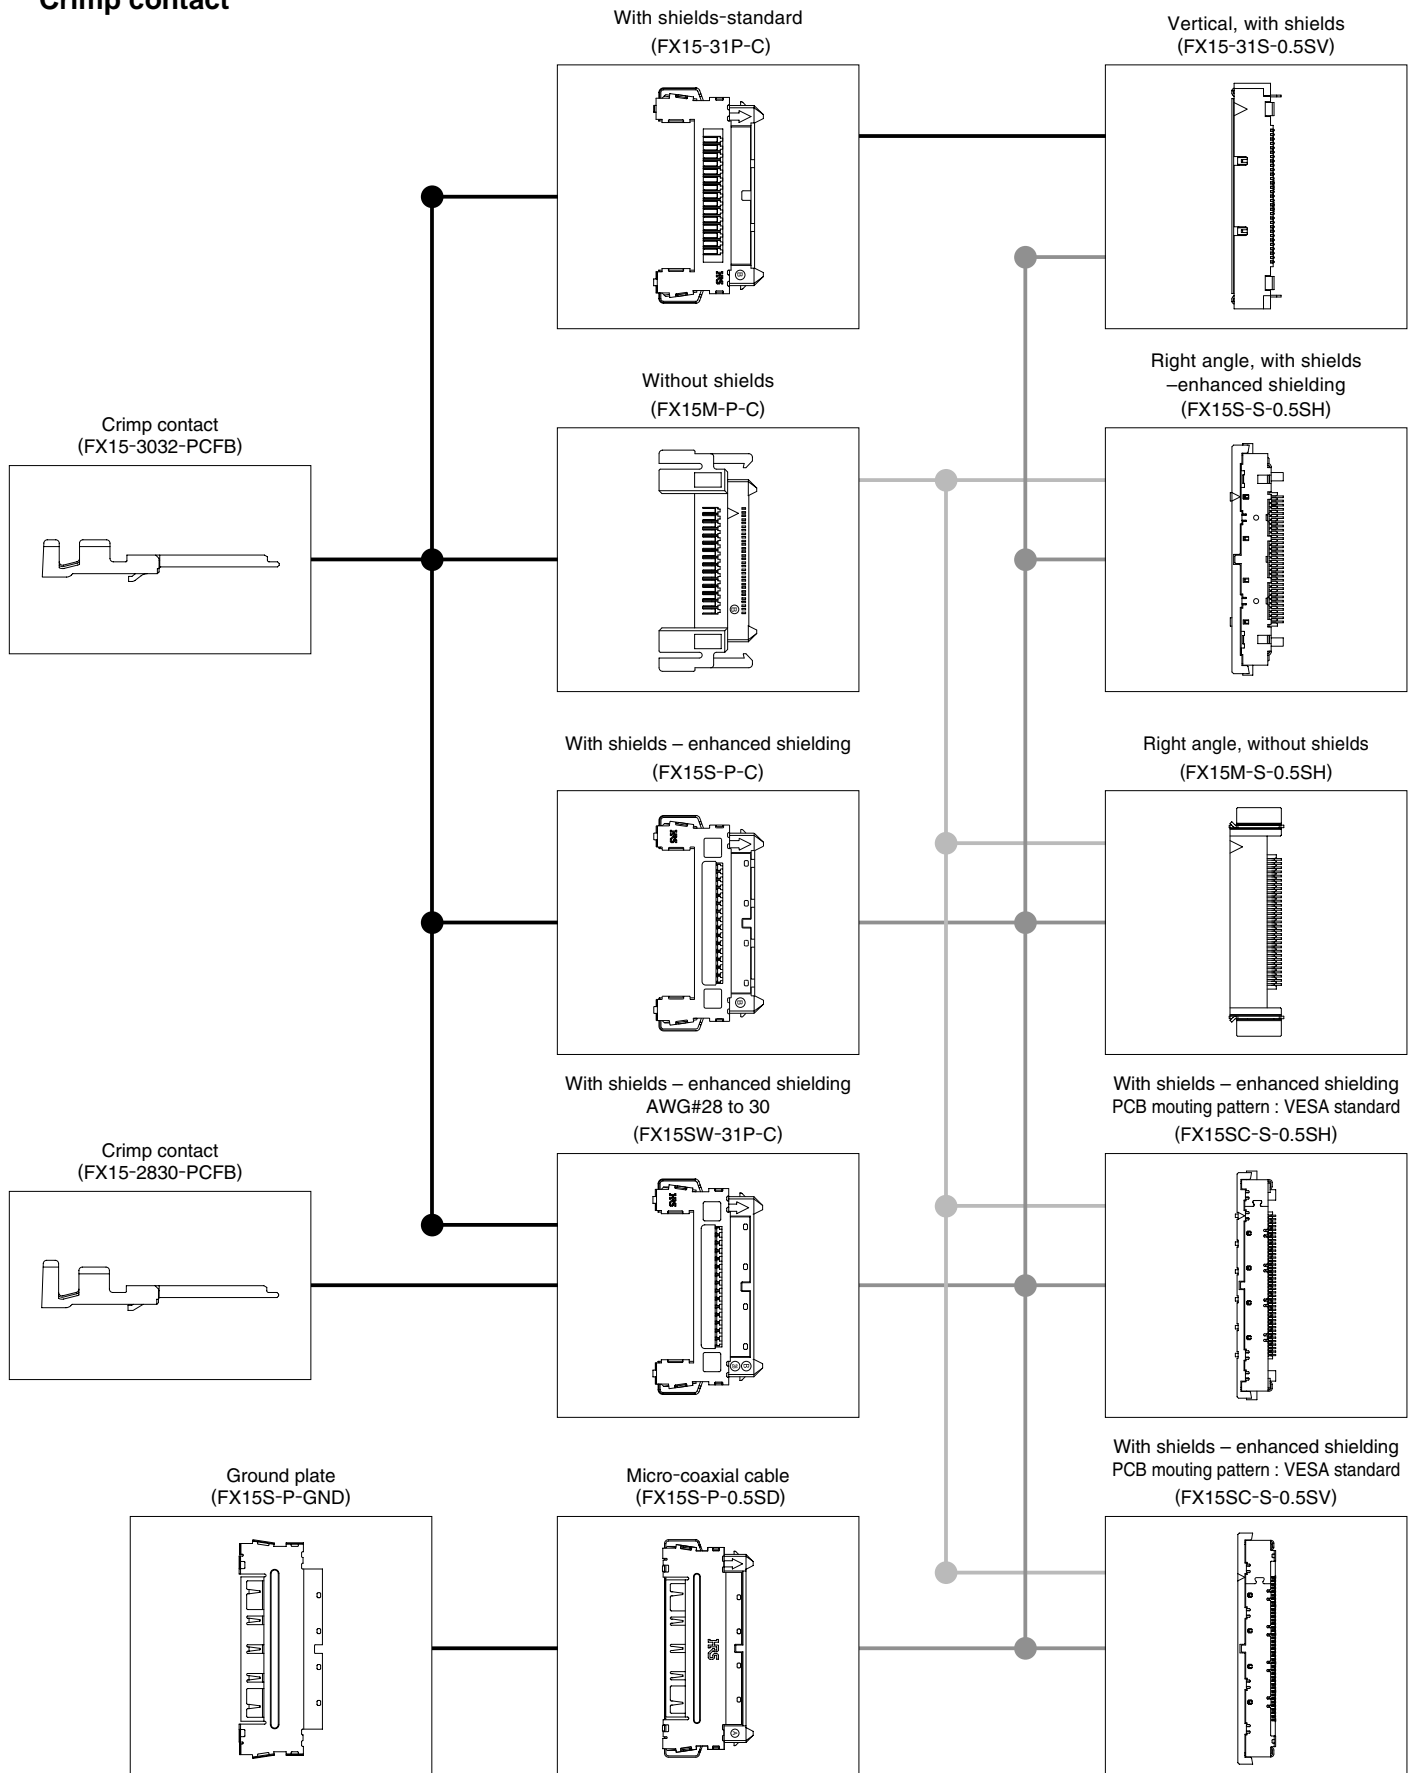 Crimp contact
With shields-standard
(FX15-31P-C)
Vertical, with shields
(FX15-31S-0.5SV)
Without shields
(FX15M-P-C)
Right angle, with shields
–enhanced shielding
(FX15S-S-0.5SH)
Crimp contact
(FX15-3032-PCFB)
With shields – enhanced shielding
(FX15S-P-C)
Right angle, without shields
(FX15M-S-0.5SH)
With shields – enhanced shielding
AWG#28 to 30
(FX15SW-31P-C)
With shields – enhanced shielding
PCB mouting pattern : VESA standard
(FX15SC-S-0.5SH)
Crimp contact
(FX15-2830-PCFB)
Ground plate
(FX15S-P-GND)
Micro-coaxial cable
(FX15S-P-0.5SD)
With shields – enhanced shielding
PCB mouting pattern : VESA standard
(FX15SC-S-0.5SV)
HRS